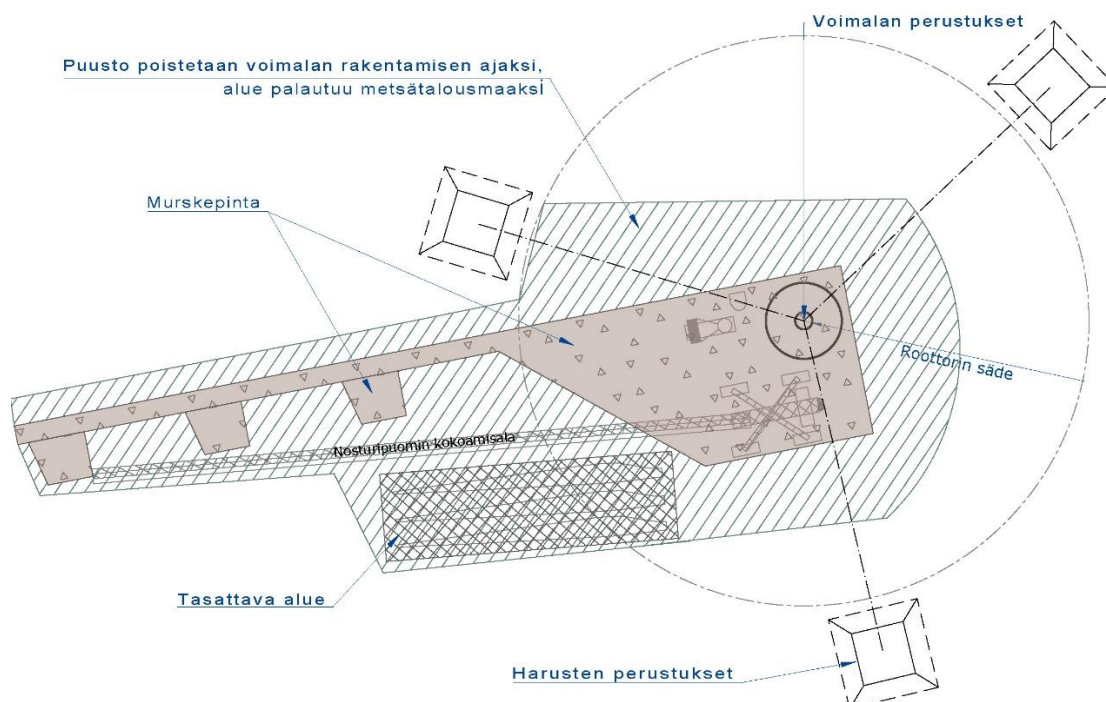 Voimalan perustukset
Puusto poistetaan voimalan rakentamisen ajaksi,
alue palautuu metsätalousmaaksi
Murskepinta
Roottorin säde
Nosturipuomin kokoamisala
Tasattava alue
Harusten perustukset